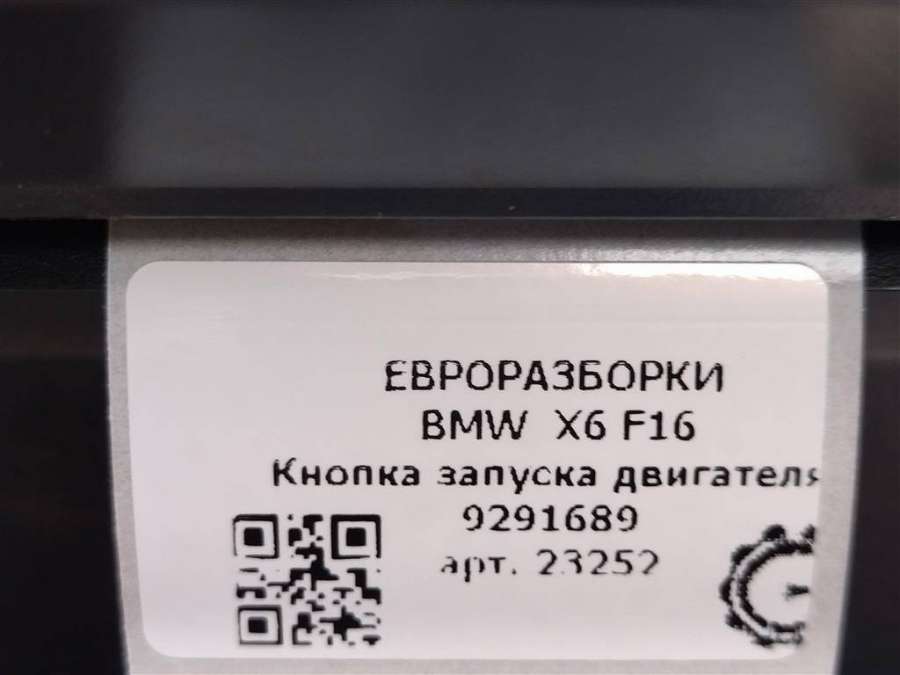 ЕВРОРАЗБОРКИ
BMW X6 F16
Кнопка запуска двигателя
9291689
арт. 23252